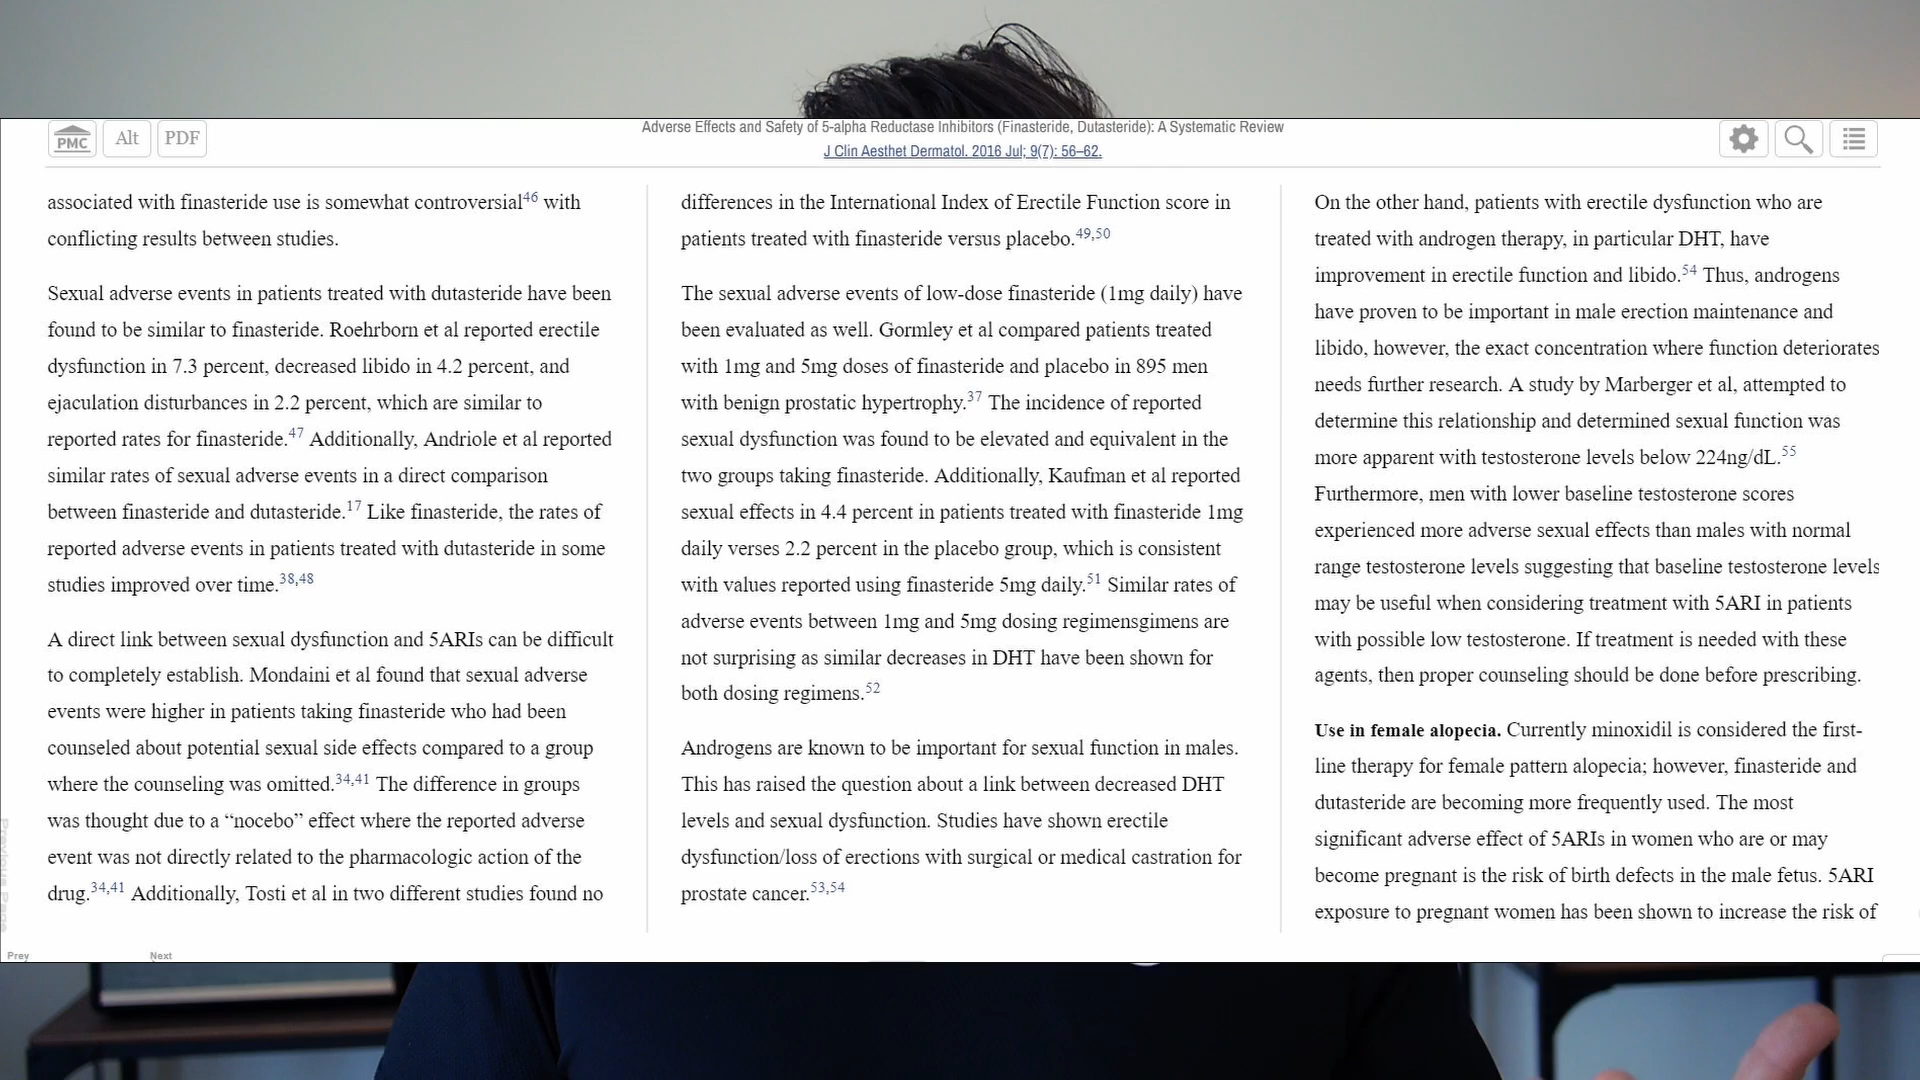 PMC
Alt
PDF
Adverse Effects and Safety of 5-alpha Reductase Inhibitors (Finasteride, Dutasteride): A Systematic Review
J Clin Aesthet Dermatol. 2016 Jul; 9(7): 56–62.
associated with finasteride use is somewhat controversial46 with
conflicting results between studies.
Sexual adverse events in patients treated with dutasteride have been
found to be similar to finasteride. Roehrborn et al reported erectile
dysfunction in 7.3 percent, decreased libido in 4.2 percent, and
ejaculation disturbances in 2.2 percent, which are similar to
reported rates for finasteride.47 Additionally, Andriole et al reported
similar rates of sexual adverse events in a direct comparison
between finasteride and dutasteride.17 Like finasteride, the rates of
reported adverse events in patients treated with dutasteride in some
studies improved over time.38,48
A direct link between sexual dysfunction and 5ARIs can be difficult
to completely establish. Mondaini et al found that sexual adverse
events were higher in patients taking finasteride who had been
counseled about potential sexual side effects compared to a group
where the counseling was omitted.34,41 The difference in groups
was thought due to a “nocebo” effect where the reported adverse
event was not directly related to the pharmacologic action of the
drug.34,41 Additionally, Tosti et al in two different studies found no
differences in the International Index of Erectile Function score in
patients treated with finasteride versus placebo.49,50
The sexual adverse events of low-dose finasteride (1mg daily) have
been evaluated as well. Gormley et al compared patients treated
with 1mg and 5mg doses of finasteride and placebo in 895 men
with benign prostatic hypertrophy.37 The incidence of reported
sexual dysfunction was found to be elevated and equivalent in the
two groups taking finasteride. Additionally, Kaufman et al reported
sexual effects in 4.4 percent in patients treated with finasteride 1mg
daily verses 2.2 percent in the placebo group, which is consistent
with values reported using finasteride 5mg daily.51 Similar rates of
adverse events between 1mg and 5mg dosing regimensgimens are
not surprising as similar decreases in DHT have been shown for
both dosing regimens.52
Androgens are known to be important for sexual function in males.
This has raised the question about a link between decreased DHT
levels and sexual dysfunction. Studies have shown erectile
dysfunction/loss of erections with surgical or medical castration for
prostate cancer.53,54
On the other hand, patients with erectile dysfunction who are
treated with androgen therapy, in particular DHT, have
improvement in erectile function and libido.54 Thus, androgens
have proven to be important in male erection maintenance and
libido, however, the exact concentration where function deteriorates
needs further research. A study by Marberger et al, attempted to
determine this relationship and determined sexual function was
more apparent with testosterone levels below 224ng/dL.55
Furthermore, men with lower baseline testosterone scores
experienced more adverse sexual effects than males with normal
range testosterone levels suggesting that baseline testosterone levels
may be useful when considering treatment with 5ARI in patients
with possible low testosterone. If treatment is needed with these
agents, then proper counseling should be done before prescribing.
Use in female alopecia. Currently minoxidil is considered the first-
line therapy for female pattern alopecia; however, finasteride and
dutasteride are becoming more frequently used. The most
significant adverse effect of 5ARIs in women who are or may
become pregnant is the risk of birth defects in the male fetus. 5ARI
exposure to pregnant women has been shown to increase the risk of
Previous Page
Prev
Next